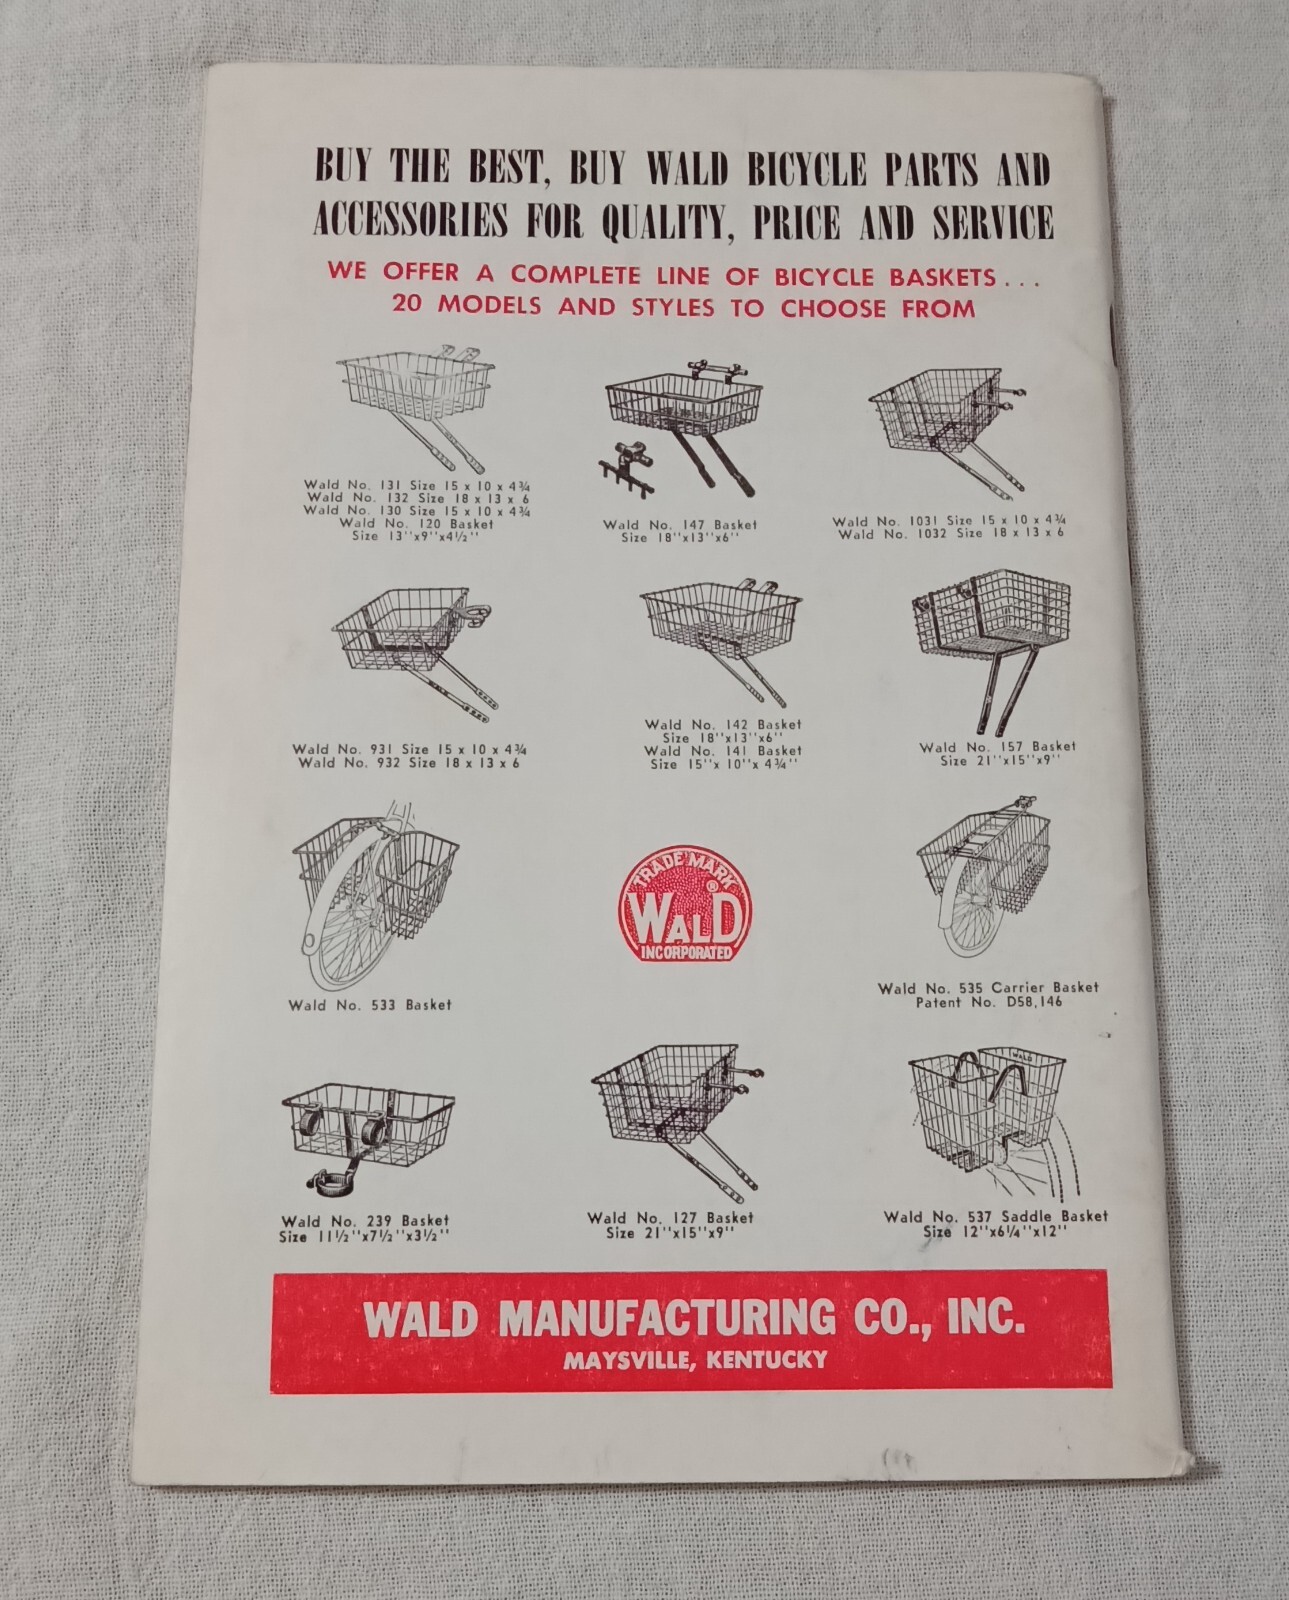 BUY THE BEST, BUY WALD BICYCLE PARTS AND
ACCESSORIES FOR QUALITY, PRICE AND SERVICE
WE OFFER A COMPLETE LINE OF BICYCLE BASKETS...
20 MODELS AND STYLES TO CHOOSE FROM
Wald No. 131 Size 15 x 10 x 4¾
Wald No. 132 Size 18 x 13 x 6
Wald No. 130 Size 15 x 10 x 4¾
Wald No. 120 Basket
Size 13"x9"x4½"
Wald No. 147 Basket
Size 18"x13"x6"
Wald No. 1031 Size 15 x 10 x 4¾
Wald No. 1032 Size 18 x 13 x 6
WALD
Wald No. 931 Size 15 x 10 x 4¾
Wald No. 932 Size 18 x 13 x 6
Wald No. 142 Basket
Size 18"x13"x6"
Wald No. 141 Basket
Size 15"x 10"x 4¾"
Wald No. 157 Basket
Size 21"x15"x9"
Wald No. 533 Basket
TRADE MARK
®
WALD
INCORPORATED
Wald No. 535 Carrier Basket
Patent No. D58,146
Wald No. 239 Basket
Size 11½"x7½"x3½"
Wald No. 127 Basket
Size 21"x15"x9"
WALD
Wald No. 537 Saddle Basket
Size 12"x6¼"x12"
WALD MANUFACTURING CO., INC.
MAYSVILLE, KENTUCKY